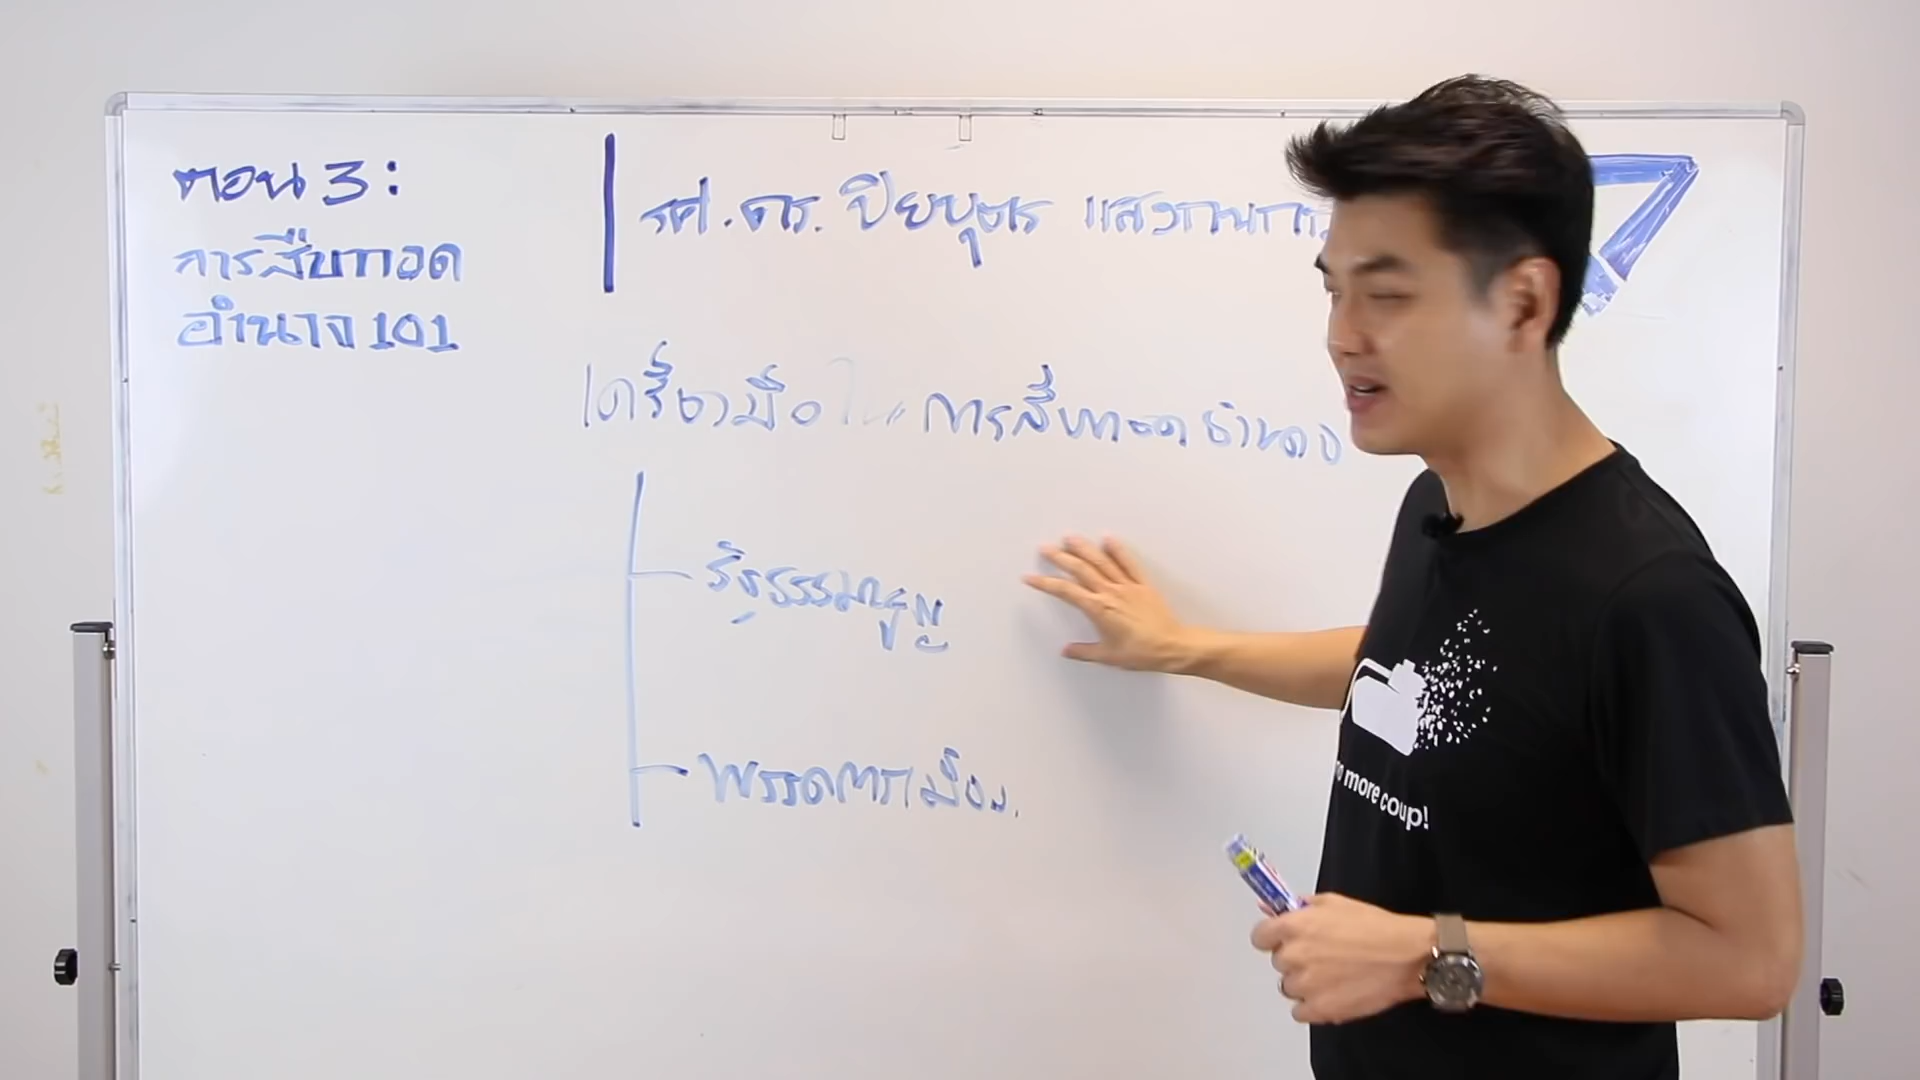 ตอน 3:
การสืบทอด
อำนาจ 101
รศ.ดร. ปิยบุตร แสงกนก
เครื่องมือใน การสืบทอดอำนาจ
รัฐธรรมนูญ
พรรคการเมือง.
no more coup!